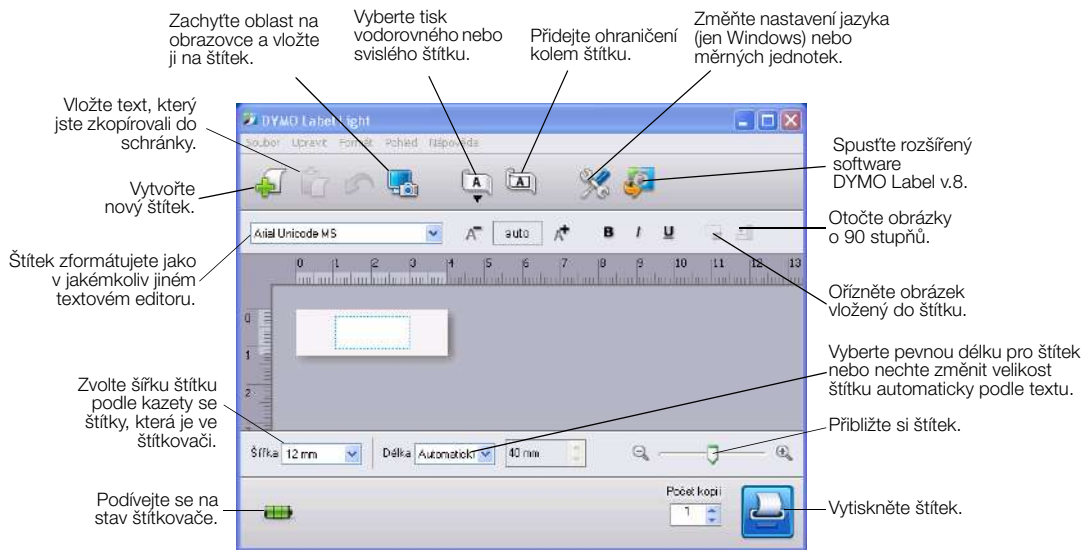 Zachyťte oblast na
obrazovce a vložte
ji na štítek.
Vyberte tisk
vodorovného nebo
svislého štítku.
Přidejte ohraničení
kolem štítku.
Změňte nastavení jazyka
(jen Windows) nebo
měrných jednotek.
Vložte text, který
jste zkopírovali do
schránky.
Vytvořte
nový štítek.
Štítek zformátujete jako
v jakémkoliv jiném
textovém editoru.
Zvolte šířku štítku
podle kazety se
štítky, která je ve
štítkovači.
Podívejte se na
stav štítkovače.
DYMO Label Light
Soubor Upravit Formát Pohled Nápověda
A A
Arial Unicode MS A- auto A+ B I U
0 1 2 3 4 5 6 7 8 9 10 11 12 13
0
1
2
Šířka 12 mm Délka Automaticky 40 mm
Počet kopií
1
Spusťte rozšířený
software
DYMO Label v.8.
Otočte obrázky
o 90 stupňů.
Ořízněte obrázek
vložený do štítku.
Vyberte pevnou délku pro štítek
nebo nechte změnit velikost
štítku automaticky podle textu.
Přibližte si štítek.
Vytiskněte štítek.